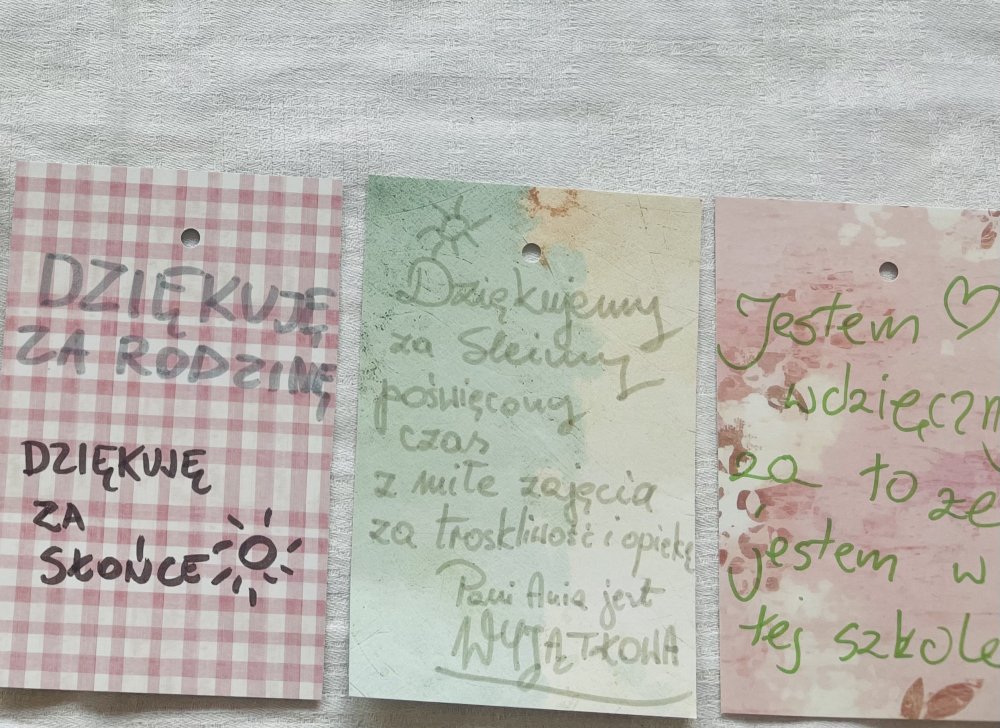 DZIĘKUJĘ
ZA RODZINĘ
DZIĘKUJĘ
ZA
SŁOŃCE
Dziękujemy
za
poświęcony
czas
z miłe zajęcia
za troskliwość i opiekę
Pani Ania jest
WYJĄTKOWA
Jestem
wdzięczn
za to że
jestem w
tej szkole